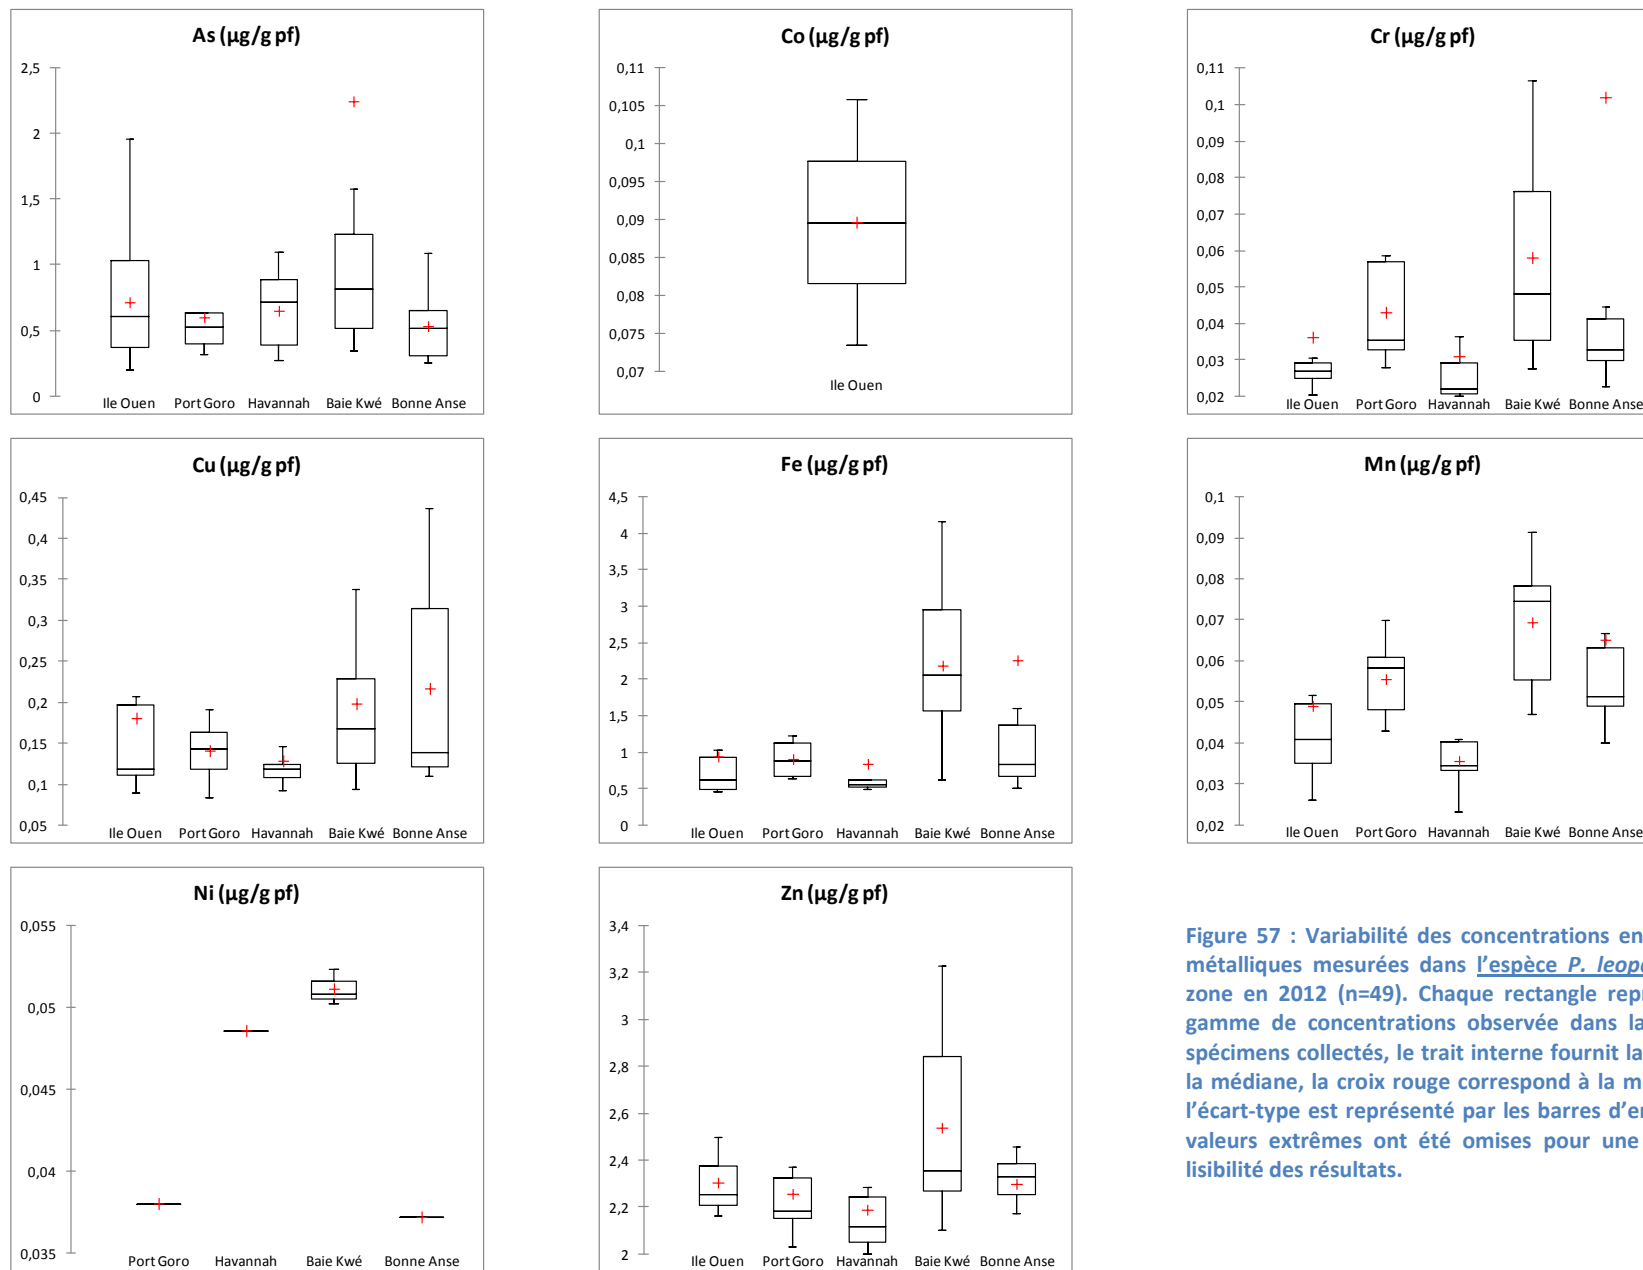 As (µg/g pf)
2,5
2
1,5
1
0,5
0
Ile Ouen Port Goro Havannah Baie Kwé Bonne Anse
Co (µg/g pf)
0,11
0,105
0,1
0,095
0,09
0,085
0,08
0,075
0,07
Ile Ouen
Cr (µg/g pf)
0,11
0,1
0,09
0,08
0,07
0,06
0,05
0,04
0,03
0,02
Ile Ouen Port Goro Havannah Baie Kwé Bonne Anse
Cu (µg/g pf)
0,45
0,4
0,35
0,3
0,25
0,2
0,15
0,1
0,05
Ile Ouen Port Goro Havannah Baie Kwé Bonne Anse
Fe (µg/g pf)
4,5
4
3,5
3
2,5
2
1,5
1
0,5
0
Ile Ouen Port Goro Havannah Baie Kwé Bonne Anse
Mn (µg/g pf)
0,1
0,09
0,08
0,07
0,06
0,05
0,04
0,03
0,02
Ile Ouen Port Goro Havannah Baie Kwé Bonne Anse
Ni (µg/g pf)
0,055
0,05
0,045
0,04
0,035
Port Goro Havannah Baie Kwé Bonne Anse
Zn (µg/g pf)
3,4
3,2
3
2,8
2,6
2,4
2,2
2
Ile Ouen Port Goro Havannah Baie Kwé Bonne Anse
Figure 57 : Variabilité des concentrations en
métalliques mesurées dans l'espèce P.
zone en 2012 (n=49). Chaque rectangle
gamme de concentrations observée dans la
spécimens collectés, le trait interne fournit la
la médiane, la croix rouge correspond à la
l'écart-type est représenté par les barres
valeurs extrêmes ont été omises pour une
lisibilité des résultats.